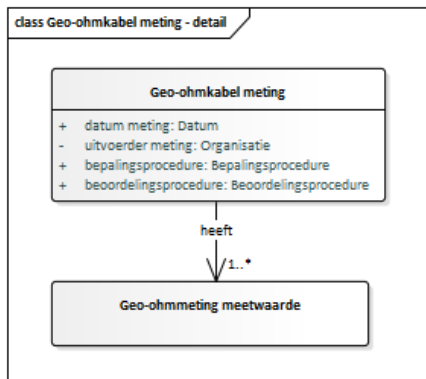 class Geo-ohmkabel meting - detail
Geo-ohmkabel meting
+ datum meting: Datum
- uitvoerder meting: Organisatie
+ bepalingsprocedure: Bepalingsprocedure
+ beoordelingsprocedure: Beoordelingsprocedure
heeft
1..*
Geo-ohmmeting meetwaarde